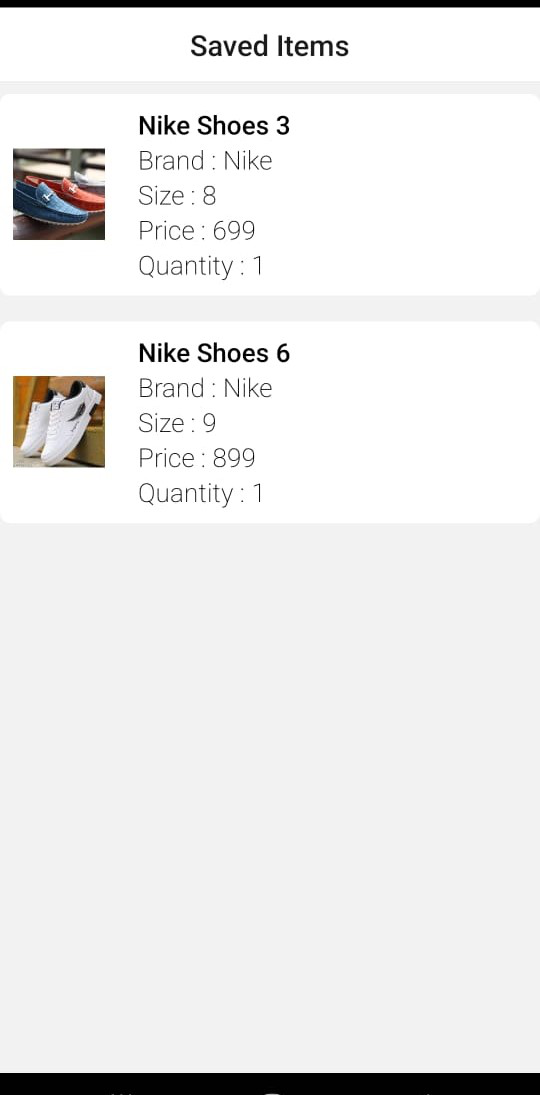 Saved Items
Nike Shoes 3
Brand : Nike
Size : 8
Price : 699
Quantity : 1
Nike Shoes 6
Brand : Nike
Size : 9
Price : 899
Quantity : 1